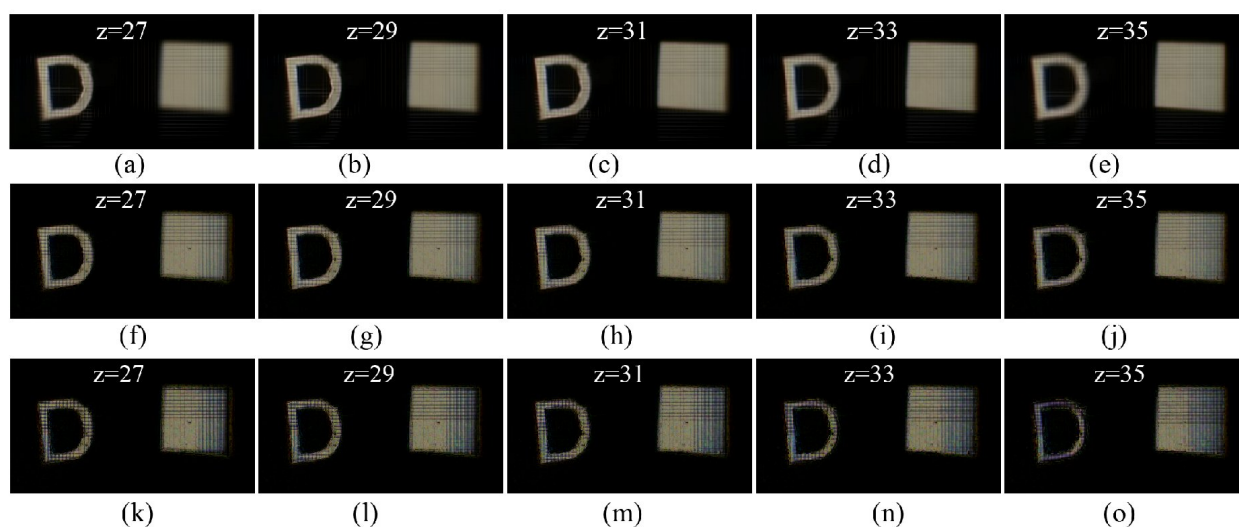 z=27 z=29 z=31 z=33 z=35
D D D D D
(a) (b) (c) (d) (e)
z=27 z=29 z=31 z=33 z=35
D D D D D
(f) (g) (h) (i) (j)
z=27 z=29 z=31 z=33 z=35
D D D D D
(k) (l) (m) (n) (o)